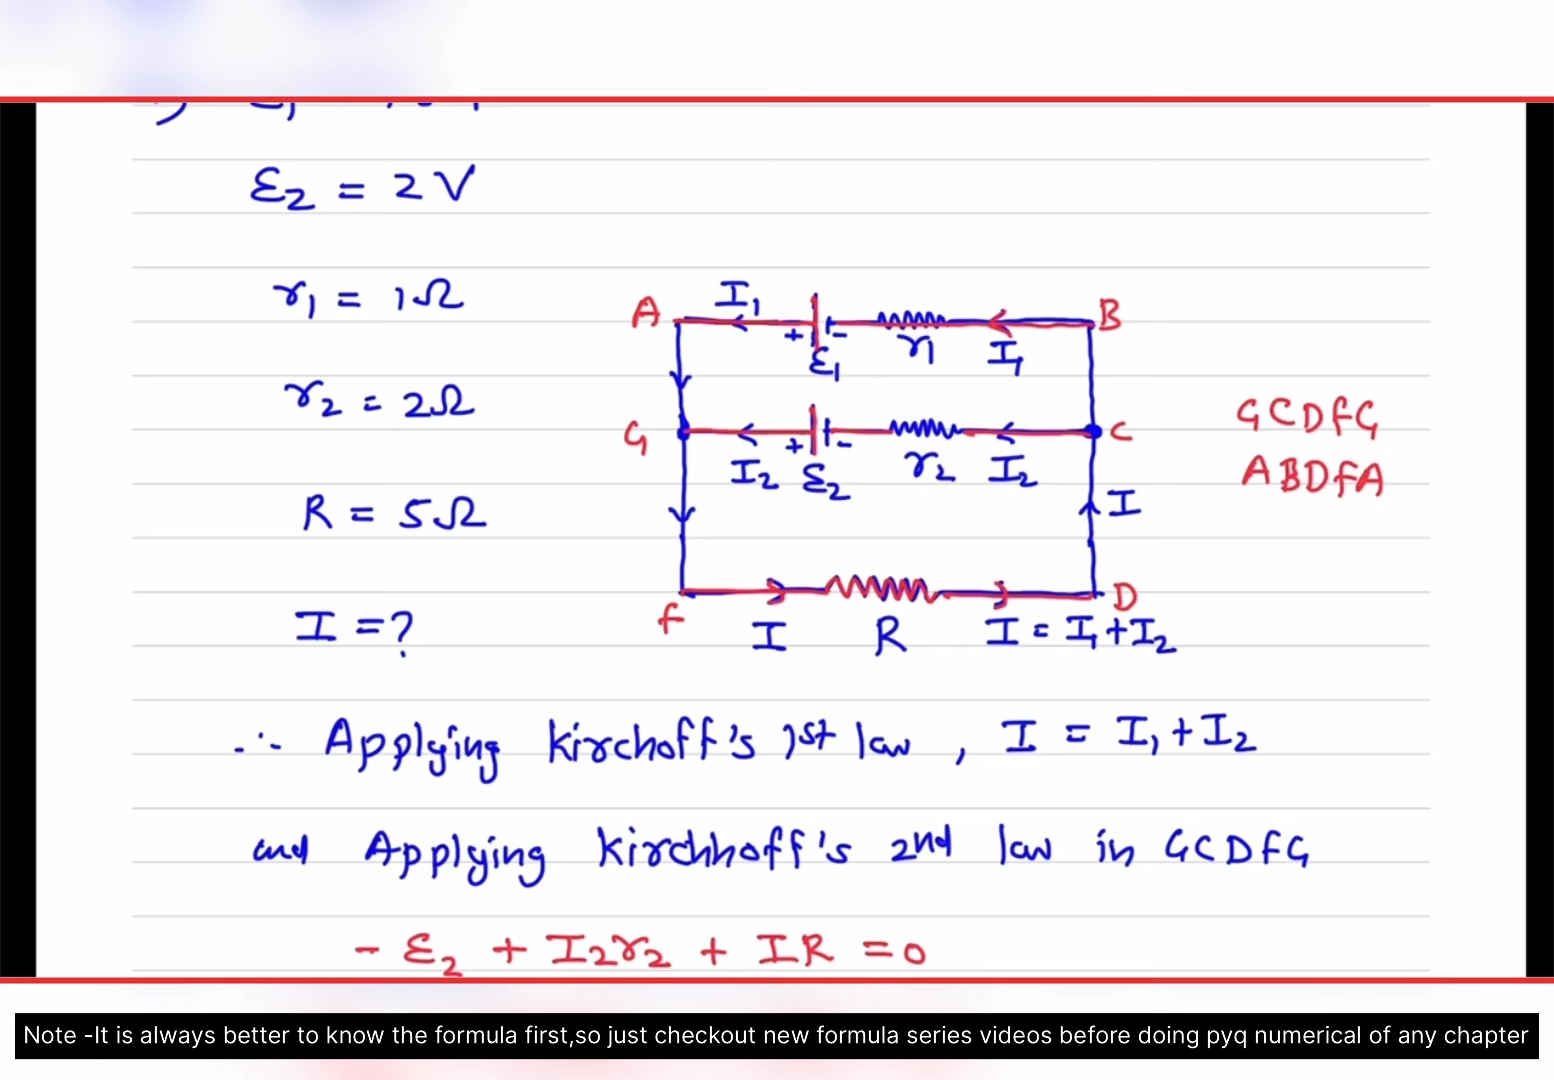 ε2 = 2 V
r1 = 1Ω
r2 = 2Ω
R = 5Ω
I = ?
A I1 B
+ - ε1 r1 I1
G C
I2 + - ε2 r2 I2
I
F D
I R I = I1 + I2
GCDFG
ABDFA
∴ Applying Kirchoff's 1st law , I = I1 + I2
and Applying Kirchhoff's 2nd law in GCDFG
- ε2 + I2r2 + IR = 0
Note -It is always better to know the formula first,so just checkout new formula series videos before doing pyq numerical of any chapter